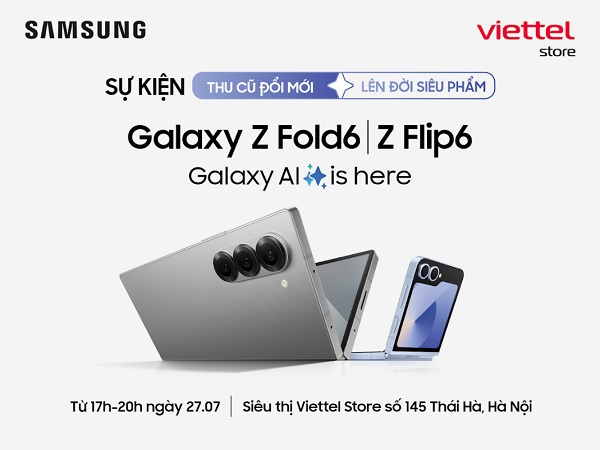 SAMSUNG
viettel
store
SỰ KIỆN THU CŨ ĐỔI MỚI LÊN ĐỜI SIÊU PHẨM
Galaxy Z Fold6 | Z Flip6
Galaxy AI is here
Từ 17h-20h ngày 27.07 | Siêu thị Viettel Store số 145 Thái Hà, Hà Nội